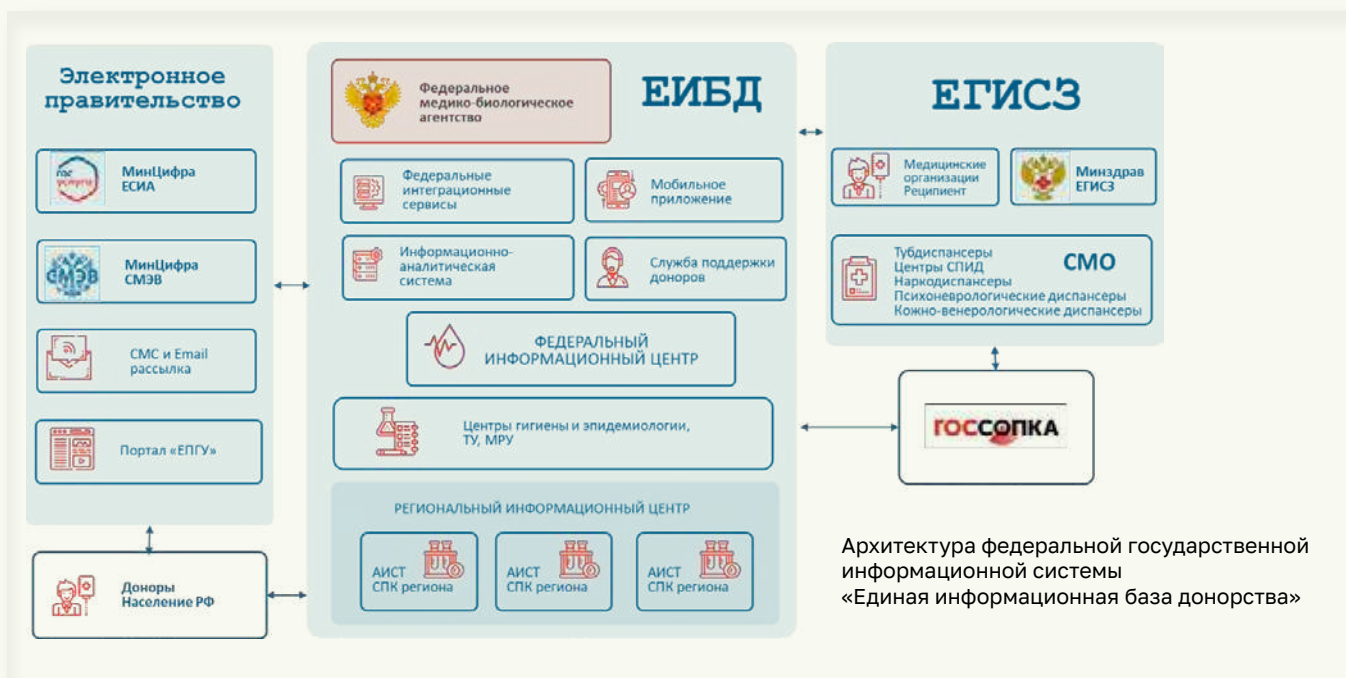 Электронное
правительство
гос
услуги
МинЦифра
ЕСИА
СМЭВ
МинЦифра
СМЭВ
СМС и Email
рассылка
Портал «ЕПГУ»
Доноры
Население РФ
Федеральное
медико-биологическое
агентство
ЕИБД
Федеральные
интеграционные
сервисы
Мобильное
приложение
Информационно-
аналитическая
система
Служба поддержки
доноров
ФЕДЕРАЛЬНЫЙ
ИНФОРМАЦИОННЫЙ ЦЕНТР
Центры гигиены и эпидемиологии,
ТУ, МРУ
РЕГИОНАЛЬНЫЙ ИНФОРМАЦИОННЫЙ ЦЕНТР
АИСТ
СПК региона
АИСТ
СПК региона
АИСТ
СПК региона
ЕГИСЗ
Медицинские
организации
Реципиент
Минздрав
ЕГИСЗ
Тубдиспансеры
Центры СПИД
Наркодиспансеры
Психоневрологические диспансеры
Кожно-венерологические диспансеры
СМО
ГОССОПКА
Архитектура федеральной государственной
информационной системы
«Единая информационная база донорства»